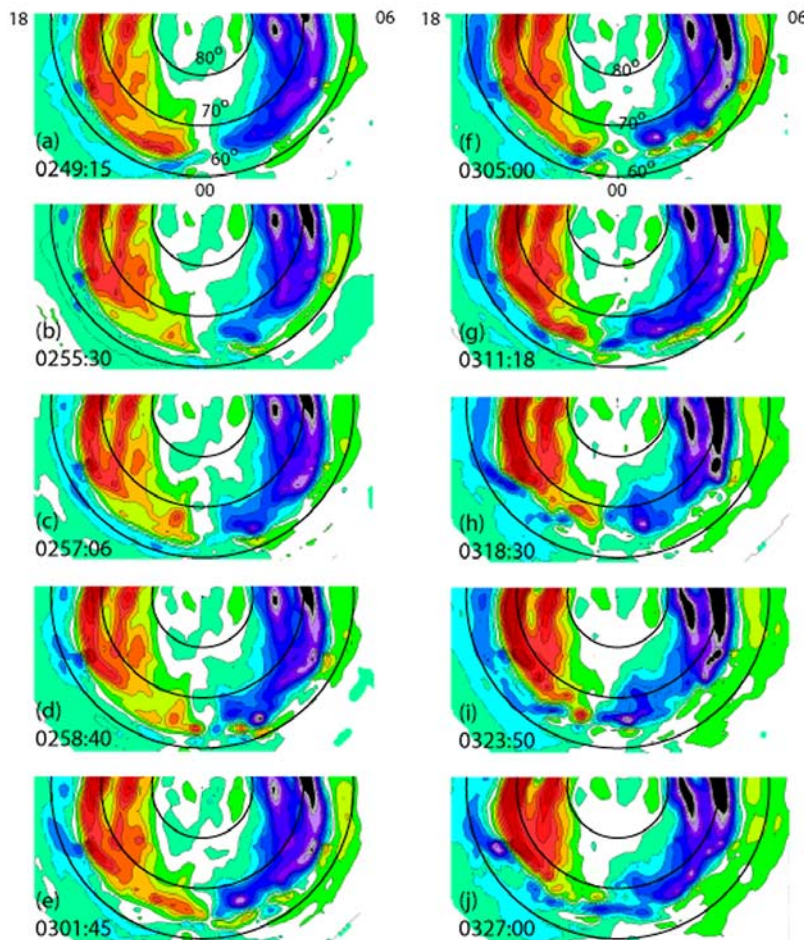 18 06
80°
70°
60°
(a)
0249:15
00
(b)
0255:30
(c)
0257:06
(d)
0258:40
(e)
0301:45
18 06
80°
70°
60°
(f)
0305:00
00
(g)
0311:18
(h)
0318:30
(i)
0323:50
(j)
0327:00